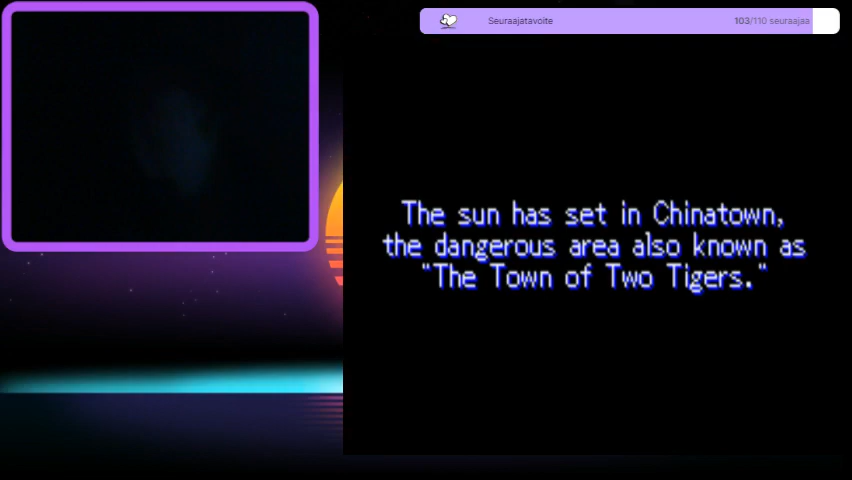 Seuraajatavoite 103/110 seuraajaa
The sun has set in Chinatown,
the dangerous area also known as
"The Town of Two Tigers."